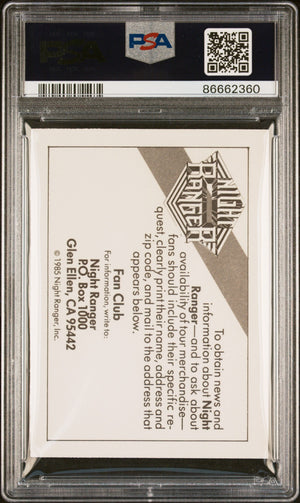 PSA
86662360
NIGHT
RANGER
To obtain news and
information about Night
Ranger—and to ask about
availability of tour merchandise—
fans should include their specific re-
quest, clearly print their name, address and
zip code, and mail to the address that
appears below.
Fan Club
For information, write to:
Night Ranger
P.O. Box 1000
Glen Ellen, CA 95442
© 1985 Night Ranger, Inc.